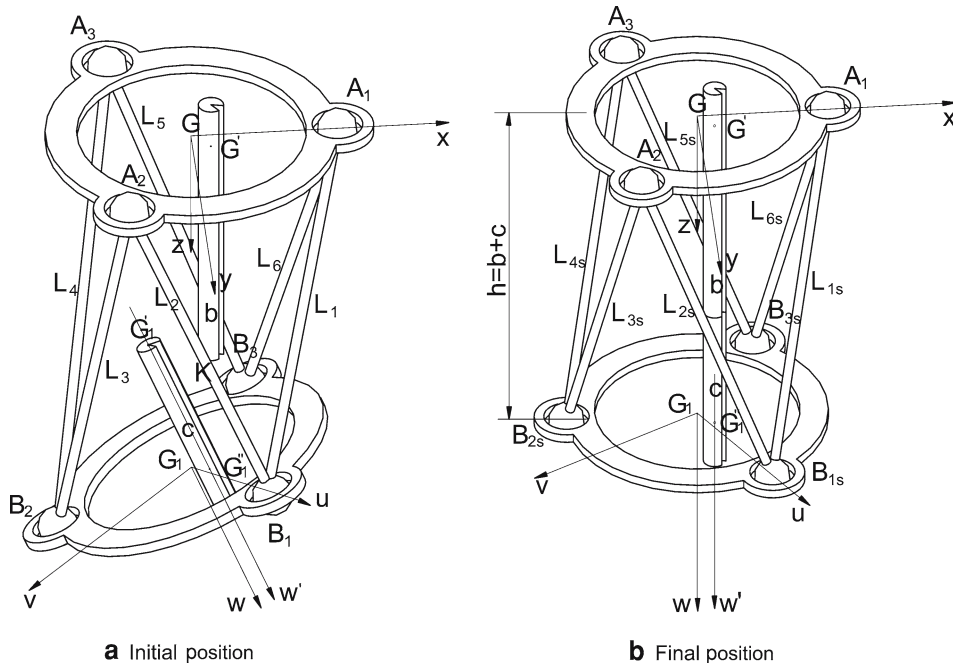 A3
A1
L5
G
G'
x
A2
z
y
L6
L4
L2
b
L1
G'1
B3
K
L3
c
G1
G''1
B2
u
B1
v
w
w'
a Initial position
A3
A1
G
G'
x
L5s
A2
h=b+c
z
L6s
y
L4s
b
L1s
L3s
L2s
B3s
c
G1
G'1
B2s
B1s
v
u
w
w'
b Final position